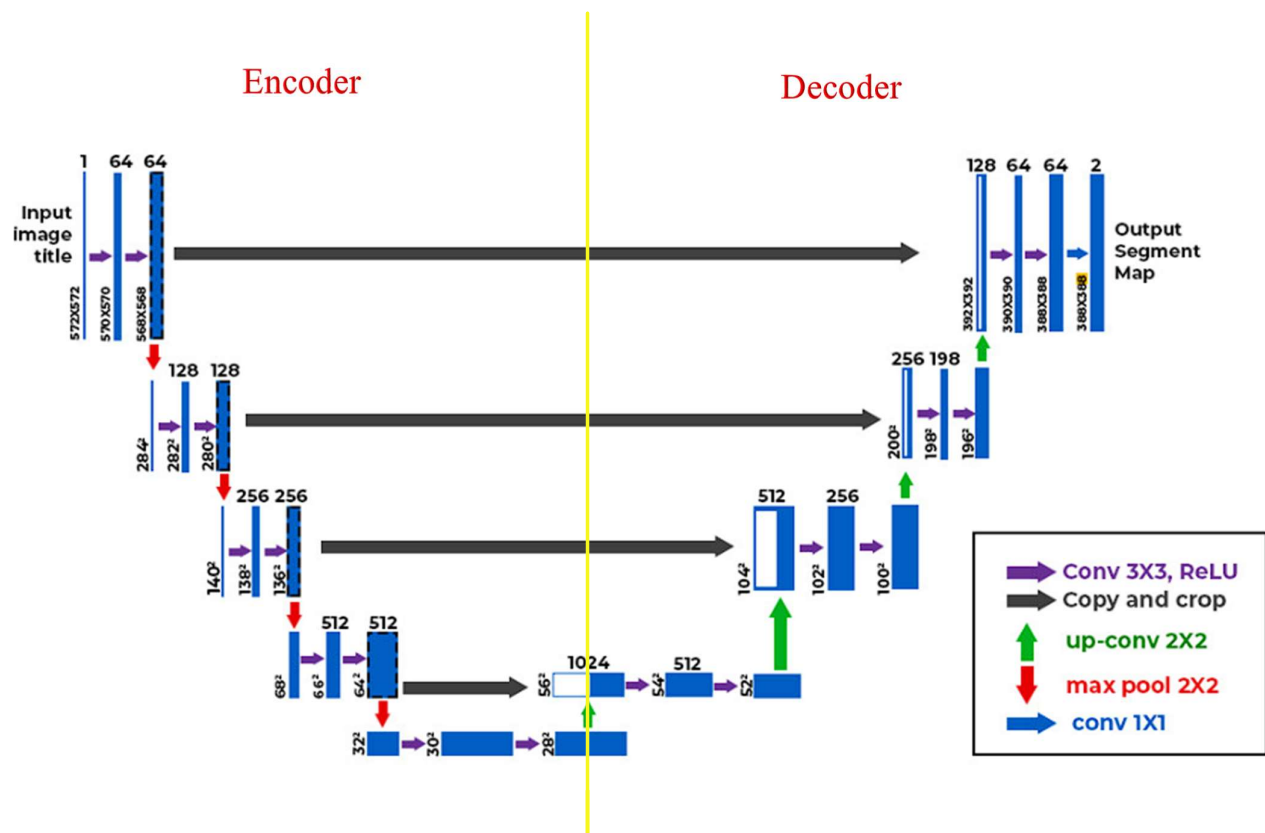 Encoder
Decoder
1
64
64
Input
image
title
572X572
570X570
568X568
128
64
64
2
Output
Segment
Map
392X392
390X390
388X388
388X388
128
128
284²
282²
280²
256
198
200²
198²
196²
256
256
140²
138²
136²
512
256
104²
102²
100²
512
512
68²
66²
64²
1024
512
56²
54²
52²
32²
30²
28²
Conv 3X3, ReLU
Copy and crop
up-conv 2X2
max pool 2X2
conv 1X1